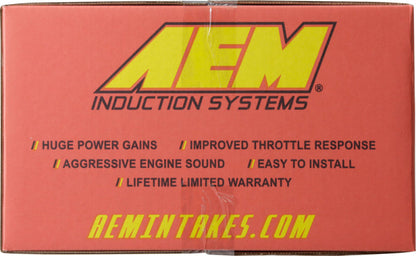 AEM®
INDUCTION SYSTEMS
// HUGE POWER GAINS // IMPROVED THROTTLE RESPONSE
// AGGRESSIVE ENGINE SOUND // EASY TO INSTALL
// LIFETIME LIMITED WARRANTY
AEMINTAKES.COM